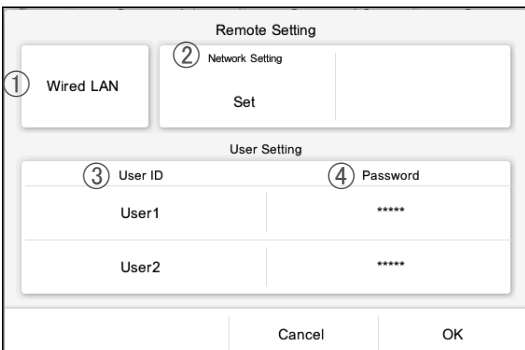 Remote Setting
① Wired LAN
② Network Setting
Set
User Setting
③ User ID ④ Password
User1 *****
User2 *****
Cancel OK